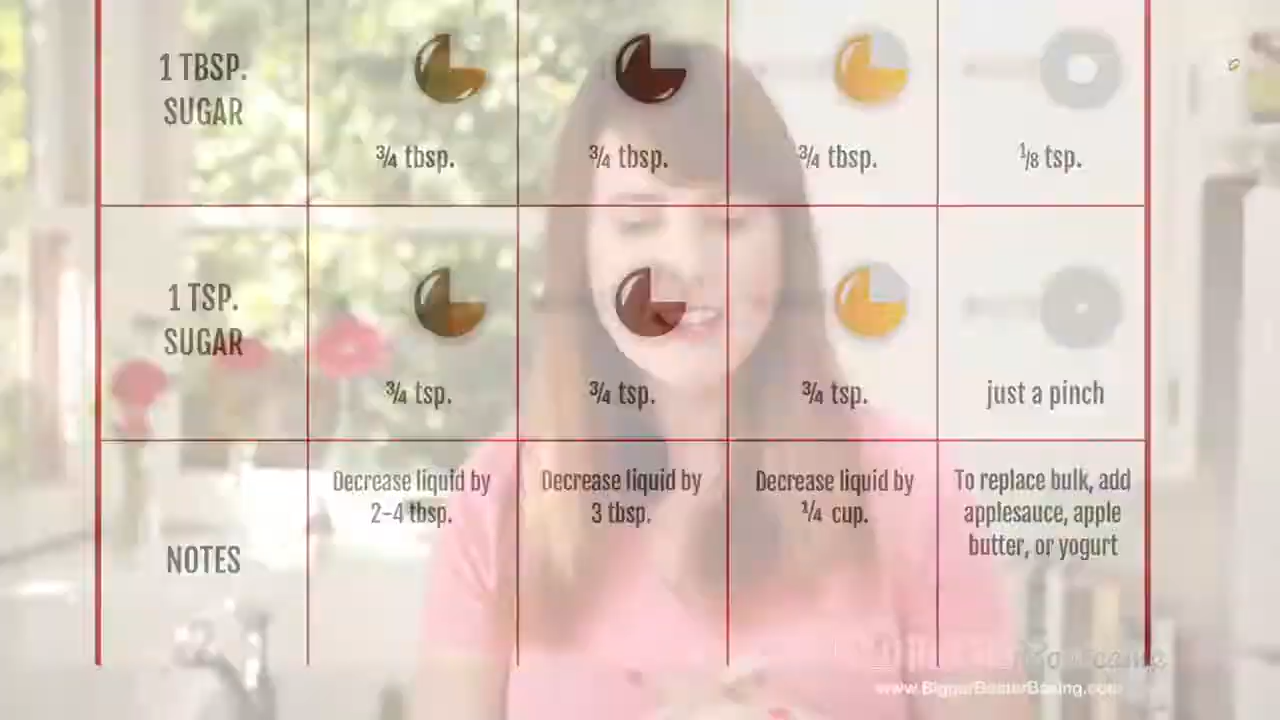 1 TBSP.
SUGAR
¾ tbsp.
¾ tbsp.
¾ tbsp.
⅛ tsp.
1 TSP.
SUGAR
¾ tsp.
¾ tsp.
¾ tsp.
just a pinch
NOTES
Decrease liquid by
2-4 tbsp.
Decrease liquid by
3 tbsp.
Decrease liquid by
¼ cup.
To replace bulk, add
applesauce, apple
butter, or yogurt
www.BiggerBolderBaking.com